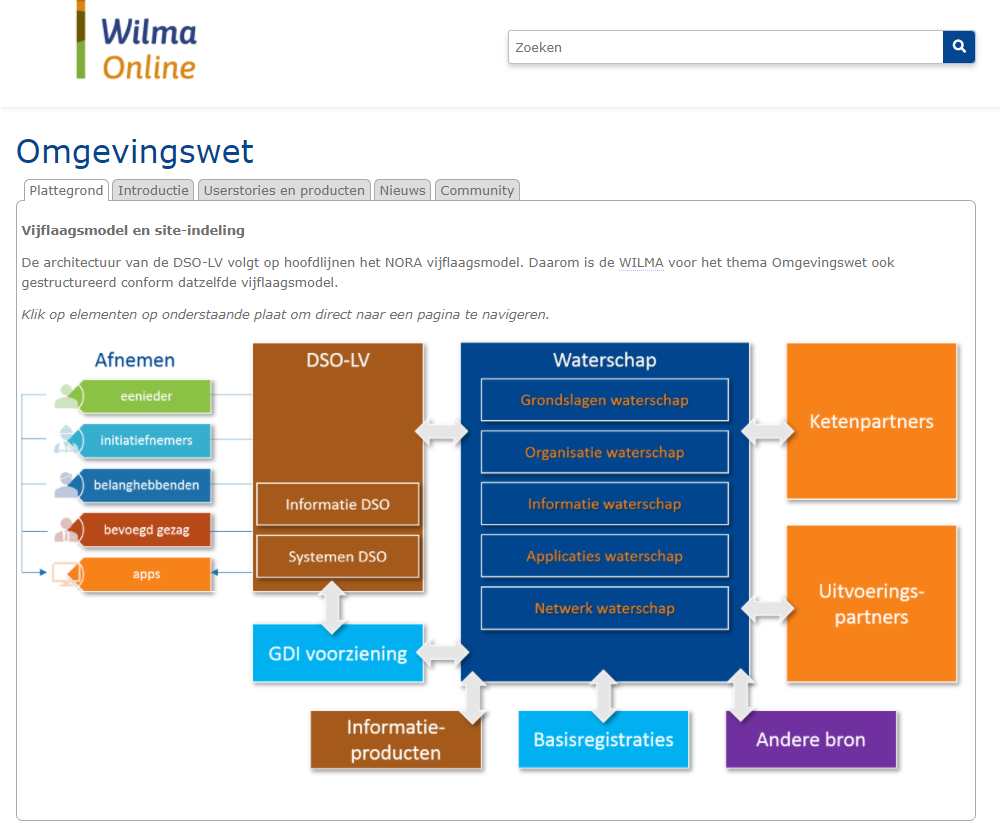 Wilma
Online
Zoeken
Omgevingswet
Plattegrond
Introductie
Userstories en producten
Nieuws
Community
Vijflaagsmodel en site-indeling
De architectuur van de DSO-LV volgt op hoofdlijnen het NORA vijflaagsmodel. Daarom is de WILMA voor het thema Omgevingswet ook
gestructureerd conform datzelfde vijflaagsmodel.
Klik op elementen op onderstaande plaat om direct naar een pagina te navigeren.
Afnemen
eenieder
initiatiefnemers
belanghebbenden
bevoegd gezag
apps
DSO-LV
Informatie DSO
Systemen DSO
GDI voorziening
Waterschap
Grondslagen waterschap
Organisatie waterschap
Informatie waterschap
Applicaties waterschap
Netwerk waterschap
Ketenpartners
Uitvoerings-
partners
Informatie-
producten
Basisregistraties
Andere bron